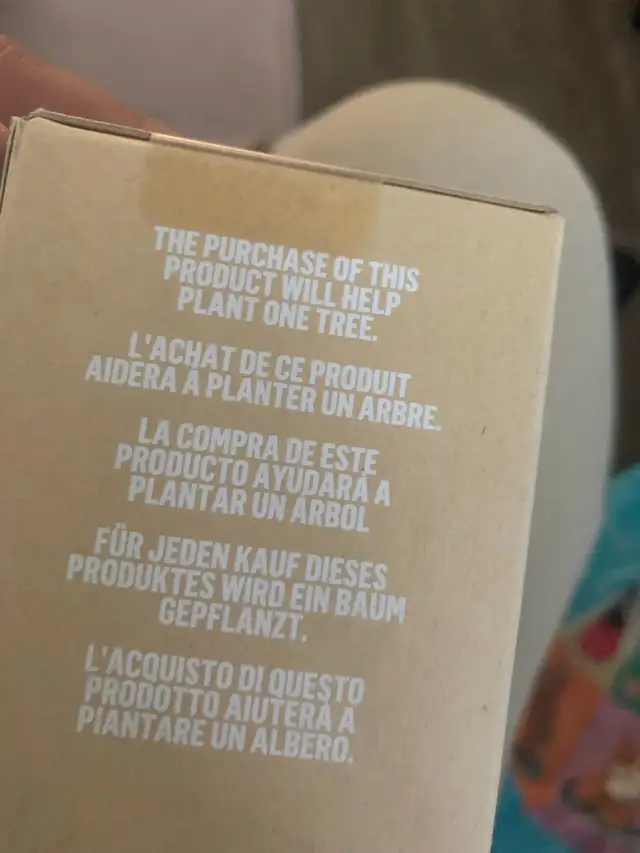 THE PURCHASE OF THIS
PRODUCT WILL HELP
PLANT ONE TREE.
L'ACHAT DE CE PRODUIT
AIDERA À PLANTER UN ARBRE.
LA COMPRA DE ESTE
PRODUCTO AYUDARÁ A
PLANTAR UN ÁRBOL
FÜR JEDEN KAUF DIESES
PRODUKTES WIRD EIN BAUM
GEPFLANZT.
L'ACQUISTO DI QUESTO
PRODOTTO AIUTERÀ A
PIANTARE UN ALBERO.